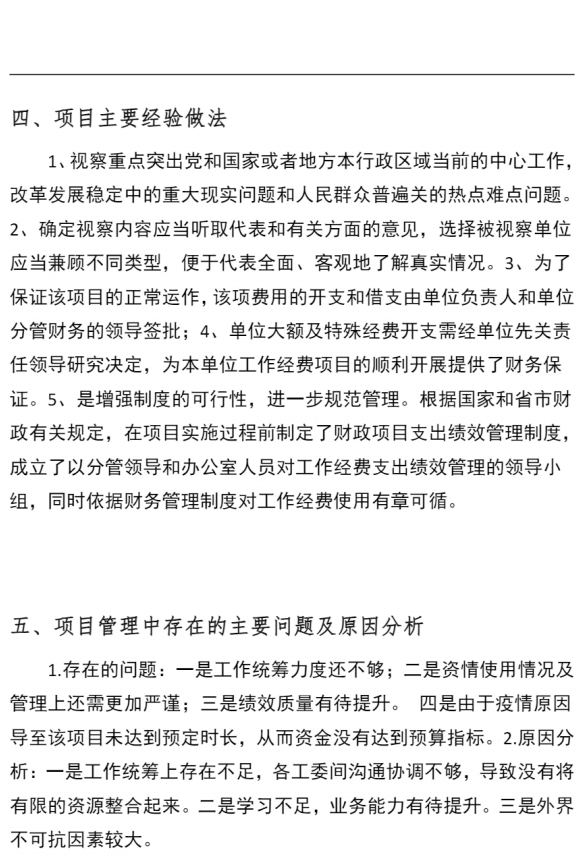 四、项目主要经验做法
1、视察重点突出党和国家或者地方本行政区域当前的中心工作，
改革发展稳定中的重大现实问题和人民群众普遍关的热点难点问题。
2、确定视察内容应当听取代表和有关方面的意见，选择被视察单位
应当兼顾不同类型，便于代表全面、客观地了解真实情况。3、为了
保证该项目的正常运作，该项费用的开支和借支由单位负责人和单位
分管财务的领导签批；4、单位大额及特殊经费开支需经单位先关责
任领导研究决定，为本单位工作经费项目的顺利开展提供了财务保
证。5、是增强制度的可行性，进一步规范管理。根据国家和省市财
政有关规定，在项目实施过程前制定了财政项目支出绩效管理制度，
成立了以分管领导和办公室人员对工作经费支出绩效管理的领导小
组，同时依据财务管理制度对工作经费使用有章可循。
五、项目管理中存在的主要问题及原因分析
1.存在的问题：一是工作统筹力度还不够；二是资情使用情况及
管理上还需更加严谨；三是绩效质量有待提升。 四是由于疫情原因
导至该项目未达到预定时长，从而资金没有达到预算指标。2.原因分
析：一是工作统筹上存在不足，各工委间沟通协调不够，导致没有将
有限的资源整合起来。二是学习不足，业务能力有待提升。三是外界
不可抗因素较大。